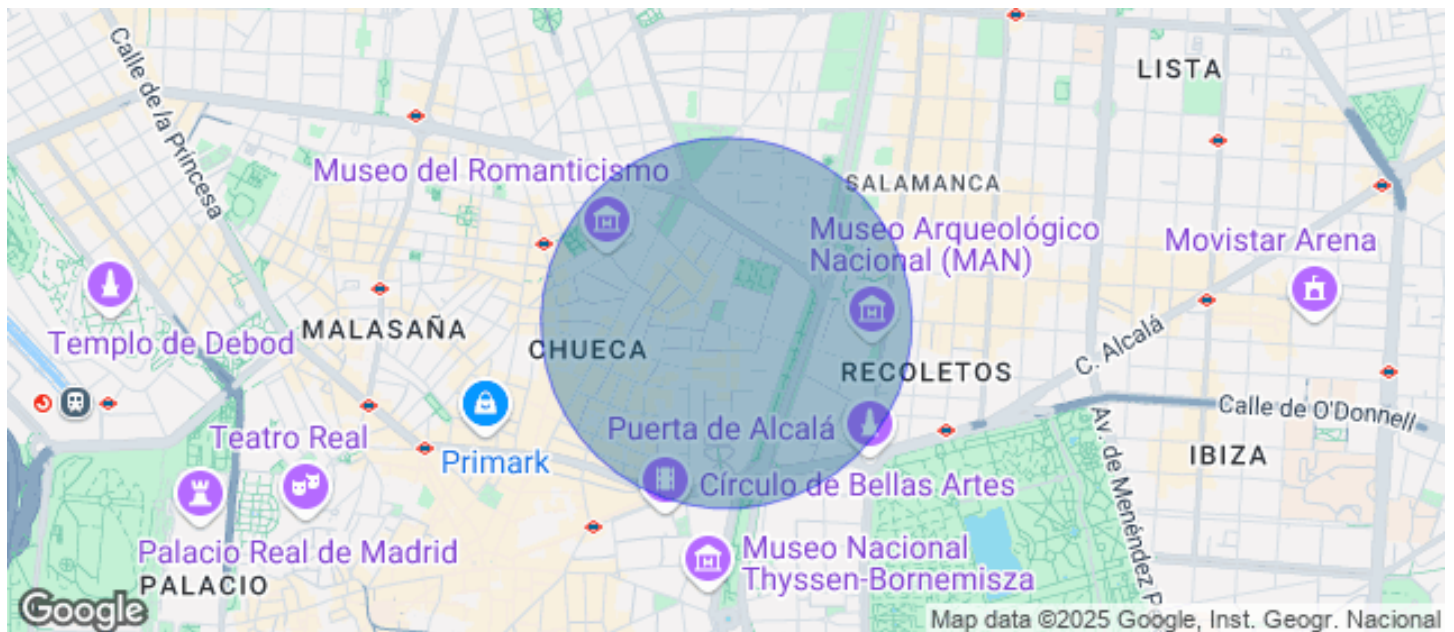 Calle de la Princesa
LISTA
Museo del Romanticismo
SALAMANCA
Museo Arqueológico
Nacional (MAN)
Movistar Arena
Templo de Debod
MALASAÑA
CHUECA
RECOLETOS
C. Alcalá
Calle de O'Donnell
Av. de Menéndez P
Teatro Real
Primark
Puerta de Alcalá
IBIZA
Círculo de Bellas Artes
Palacio Real de Madrid
PALACIO
Museo Nacional
Thyssen-Bornemisza
Google
Map data ©2025 Google, Inst. Geogr. Nacional